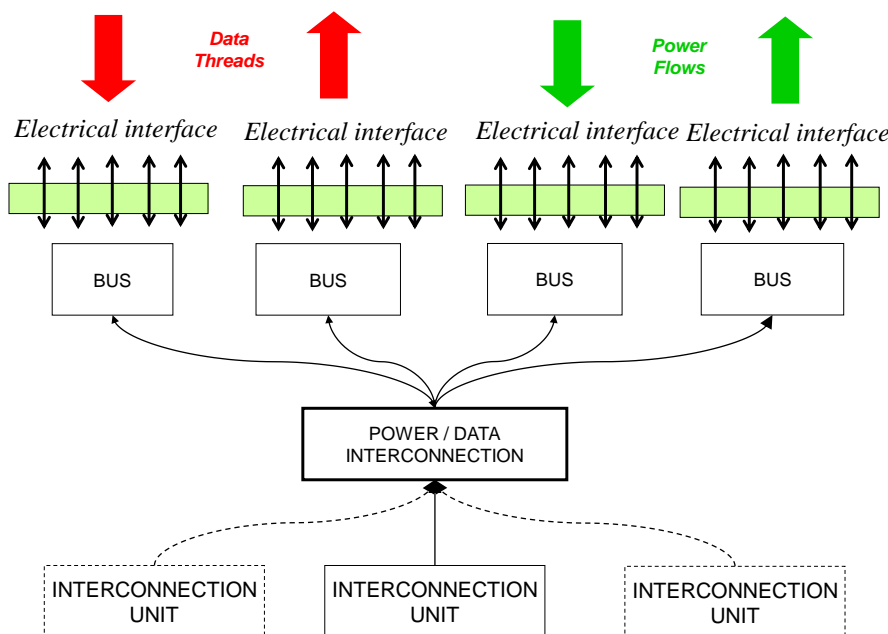 Data
Threads
Power
Flows
Electrical interface
Electrical interface
Electrical interface
Electrical interface
BUS
BUS
BUS
BUS
POWER / DATA
INTERCONNECTION
INTERCONNECTION
UNIT
INTERCONNECTION
UNIT
INTERCONNECTION
UNIT